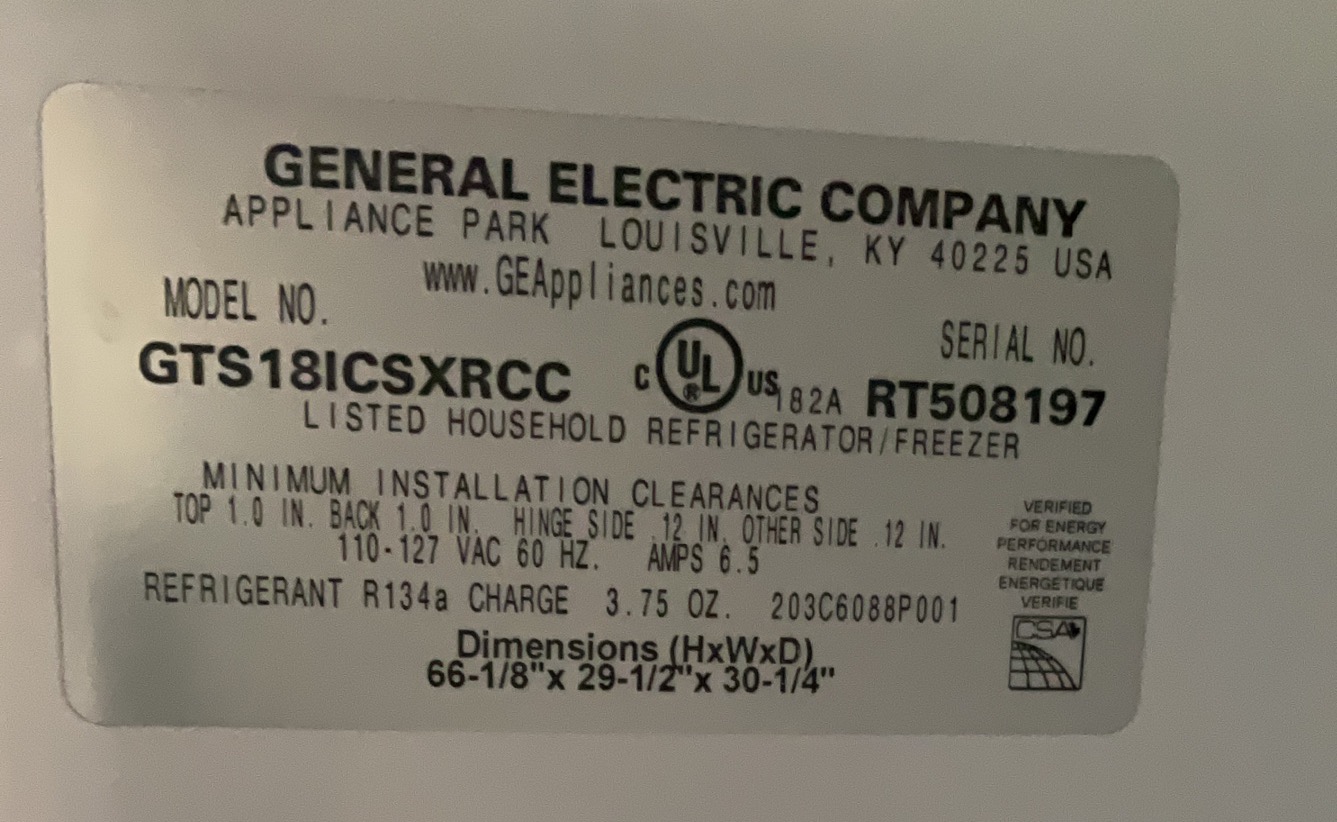 GENERAL ELECTRIC COMPANY
APPLIANCE PARK LOUISVILLE, KY 40225 USA
www.GEAppliances.com
MODEL NO.
SERIAL NO.
GTS18ICSXRCC C UL ® US 182A RT508197
LISTED HOUSEHOLD REFRIGERATOR/FREEZER
MINIMUM INSTALLATION CLEARANCES
TOP 1.0 IN. BACK 1.0 IN. HINGE SIDE .12 IN. OTHER SIDE .12 IN.
110-127 VAC 60 HZ. AMPS 6.5
REFRIGERANT R134a CHARGE 3.75 OZ. 203C6088P001
Dimensions (HxWxD)
66-1/8"x 29-1/2"x 30-1/4"
VERIFIED
FOR ENERGY
PERFORMANCE
RENDEMENT
ENERGÉTIQUE
VERIFIE
CSA